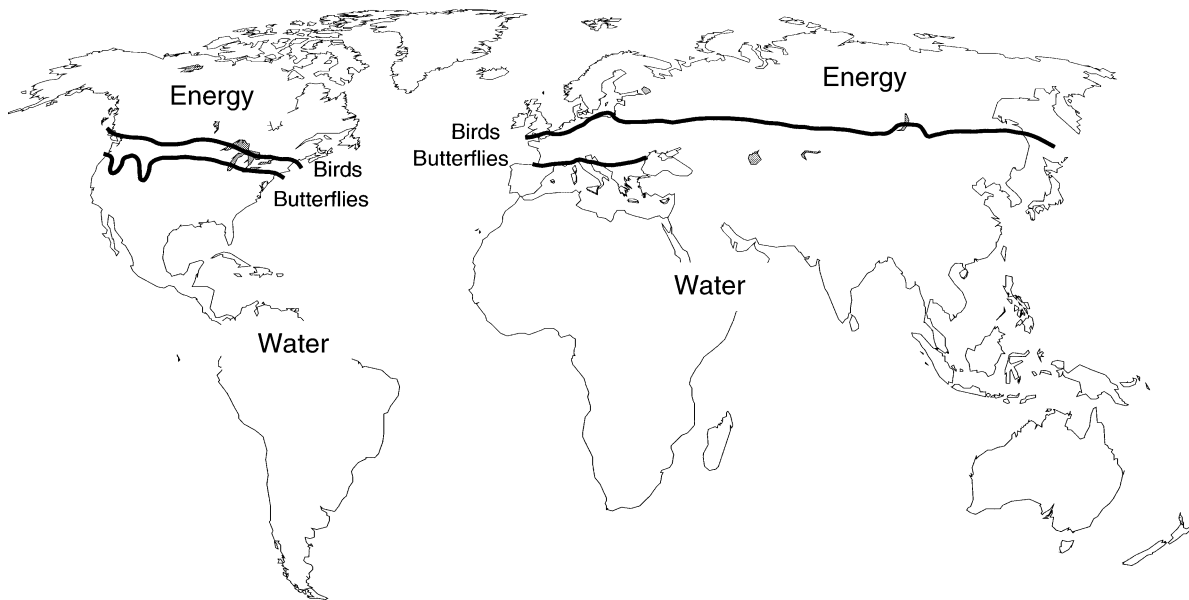 Energy
Energy
Birds
Butterflies
Birds
Butterflies
Water
Water